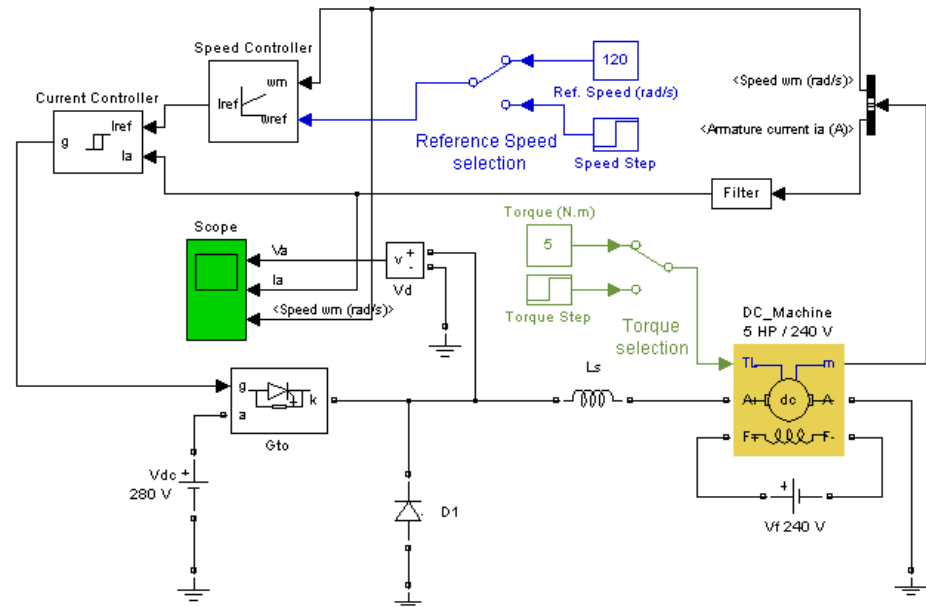 Speed Controller
wm
Iref
wref
120
Ref. Speed (rad/s)
Reference Speed
selection
Speed Step
<Speed wm (rad/s)>
<Armature current ia (A)>
Current Controller
Iref
g
Ia
Filter
Scope
Va
Ia
<Speed wm (rad/s)>
v
+
-
Vd
Torque (N.m)
5
Torque Step
Torque
selection
DC_Machine
5 HP / 240 V
TL
m
A+
dc
A-
F+
F-
Ls
g
a
k
Gto
Vdc
+
280 V
D1
+
Vf 240 V